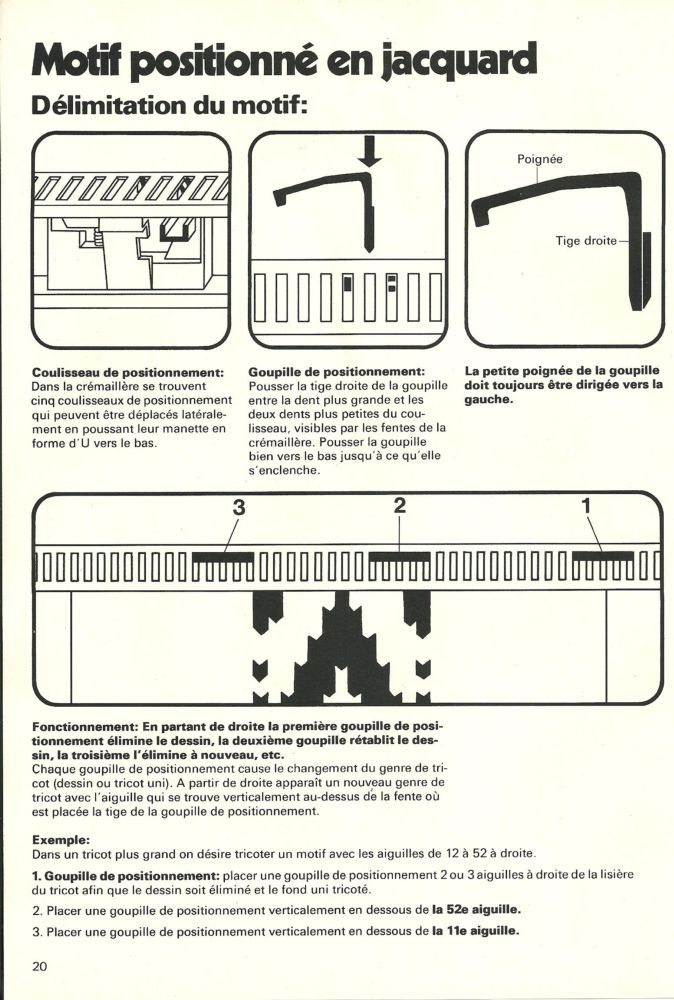 Motif positionné en jacquard
Délimitation du motif:
Poignée
Tige droite
Coulisseau de positionnement:
Dans la crémaillère se trouvent
cinq coulisseaux de positionnement
qui peuvent être déplacés latérale-
ment en poussant leur manette en
forme d'U vers le bas.
Goupille de positionnement:
Pousser la tige droite de la goupille
entre la dent plus grande et les
deux dents plus petites du cou-
lisseau, visibles par les fentes de la
crémaillère. Pousser la goupille
bien vers le bas jusqu'à ce qu'elle
s'enclenche.
La petite poignée de la goupille
doit toujours être dirigée vers la
gauche.
3 2 1
Fonctionnement: En partant de droite la première goupille de posi-
tionnement élimine le dessin, la deuxième goupille rétablit le des-
sin, la troisième l'élimine à nouveau, etc.
Chaque goupille de positionnement cause le changement du genre de tri-
cot (dessin ou tricot uni). A partir de droite apparaît un nouveau genre de
tricot avec l'aiguille qui se trouve verticalement au-dessus de la fente où
est placée la tige de la goupille de positionnement.
Exemple:
Dans un tricot plus grand on désire tricoter un motif avec les aiguilles de 12 à 52 à droite.
1. Goupille de positionnement: placer une goupille de positionnement 2 ou 3 aiguilles à droite de la lisière
du tricot afin que le dessin soit éliminé et le fond uni tricoté.
2. Placer une goupille de positionnement verticalement en dessous de la 52e aiguille.
3. Placer une goupille de positionnement verticalement en dessous de la 11e aiguille.
20